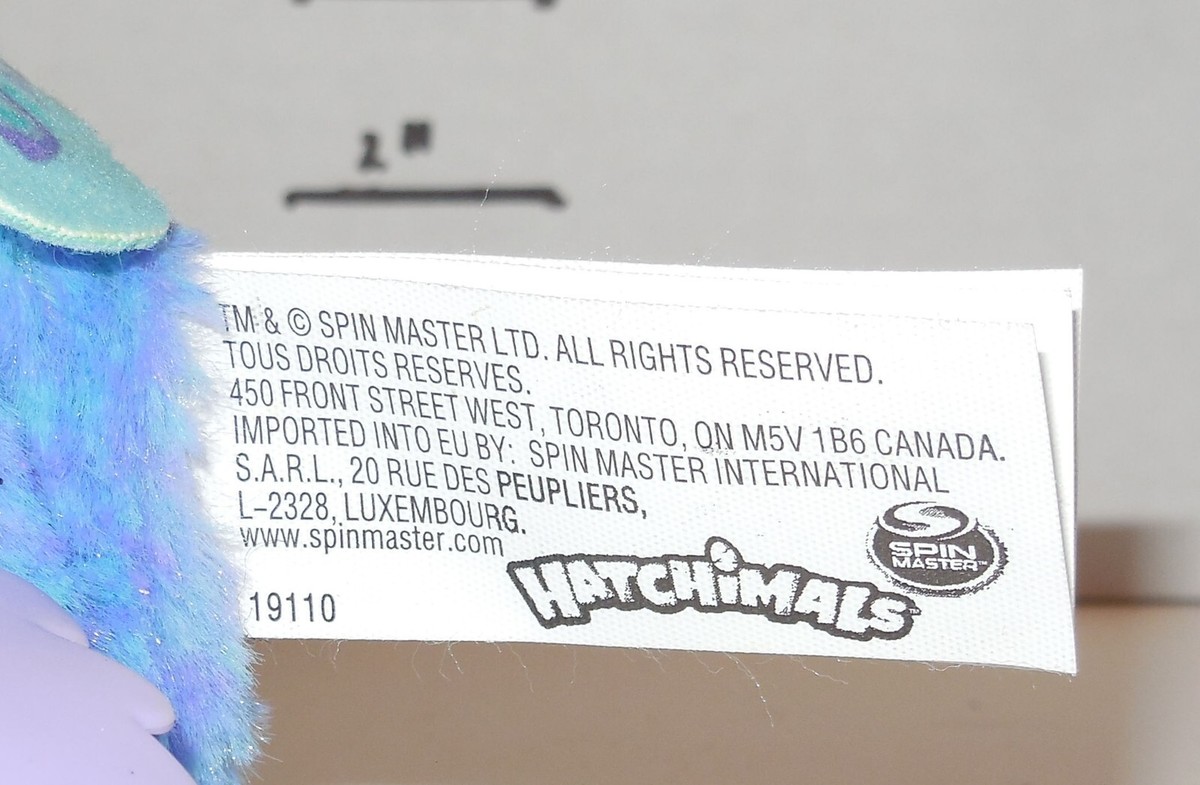 2"
TM & © SPIN MASTER LTD. ALL RIGHTS RESERVED.
TOUS DROITS RESERVES.
450 FRONT STREET WEST, TORONTO, ON M5V 1B6 CANADA.
IMPORTED INTO EU BY: SPIN MASTER INTERNATIONAL
S.A.R.L., 20 RUE DES PEUPLIERS,
L-2328, LUXEMBOURG.
www.spinmaster.com
SPIN
MASTER™
HATCHiMALS
19110